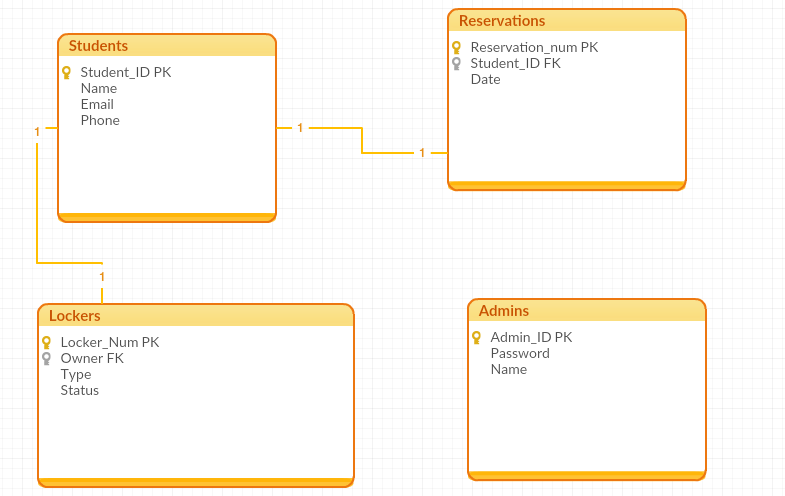 Students
Student_ID PK
Name
Email
Phone
Reservations
Reservation_num PK
Student_ID FK
Date
1
1
1
1
Lockers
Locker_Num PK
Owner FK
Type
Status
Admins
Admin_ID PK
Password
Name